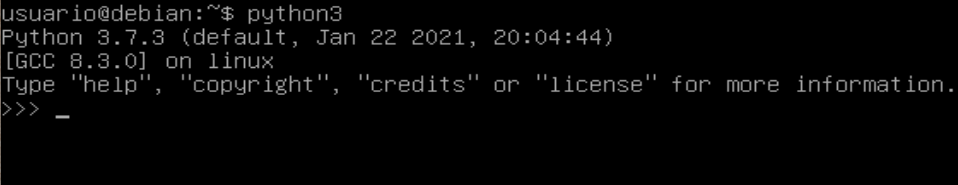 usuario@debian:~$ python3
Python 3.7.3 (default, Jan 22 2021, 20:04:44)
[GCC 8.3.0] on linux
Type "help", "copyright", "credits" or "license" for more information.
>>> _